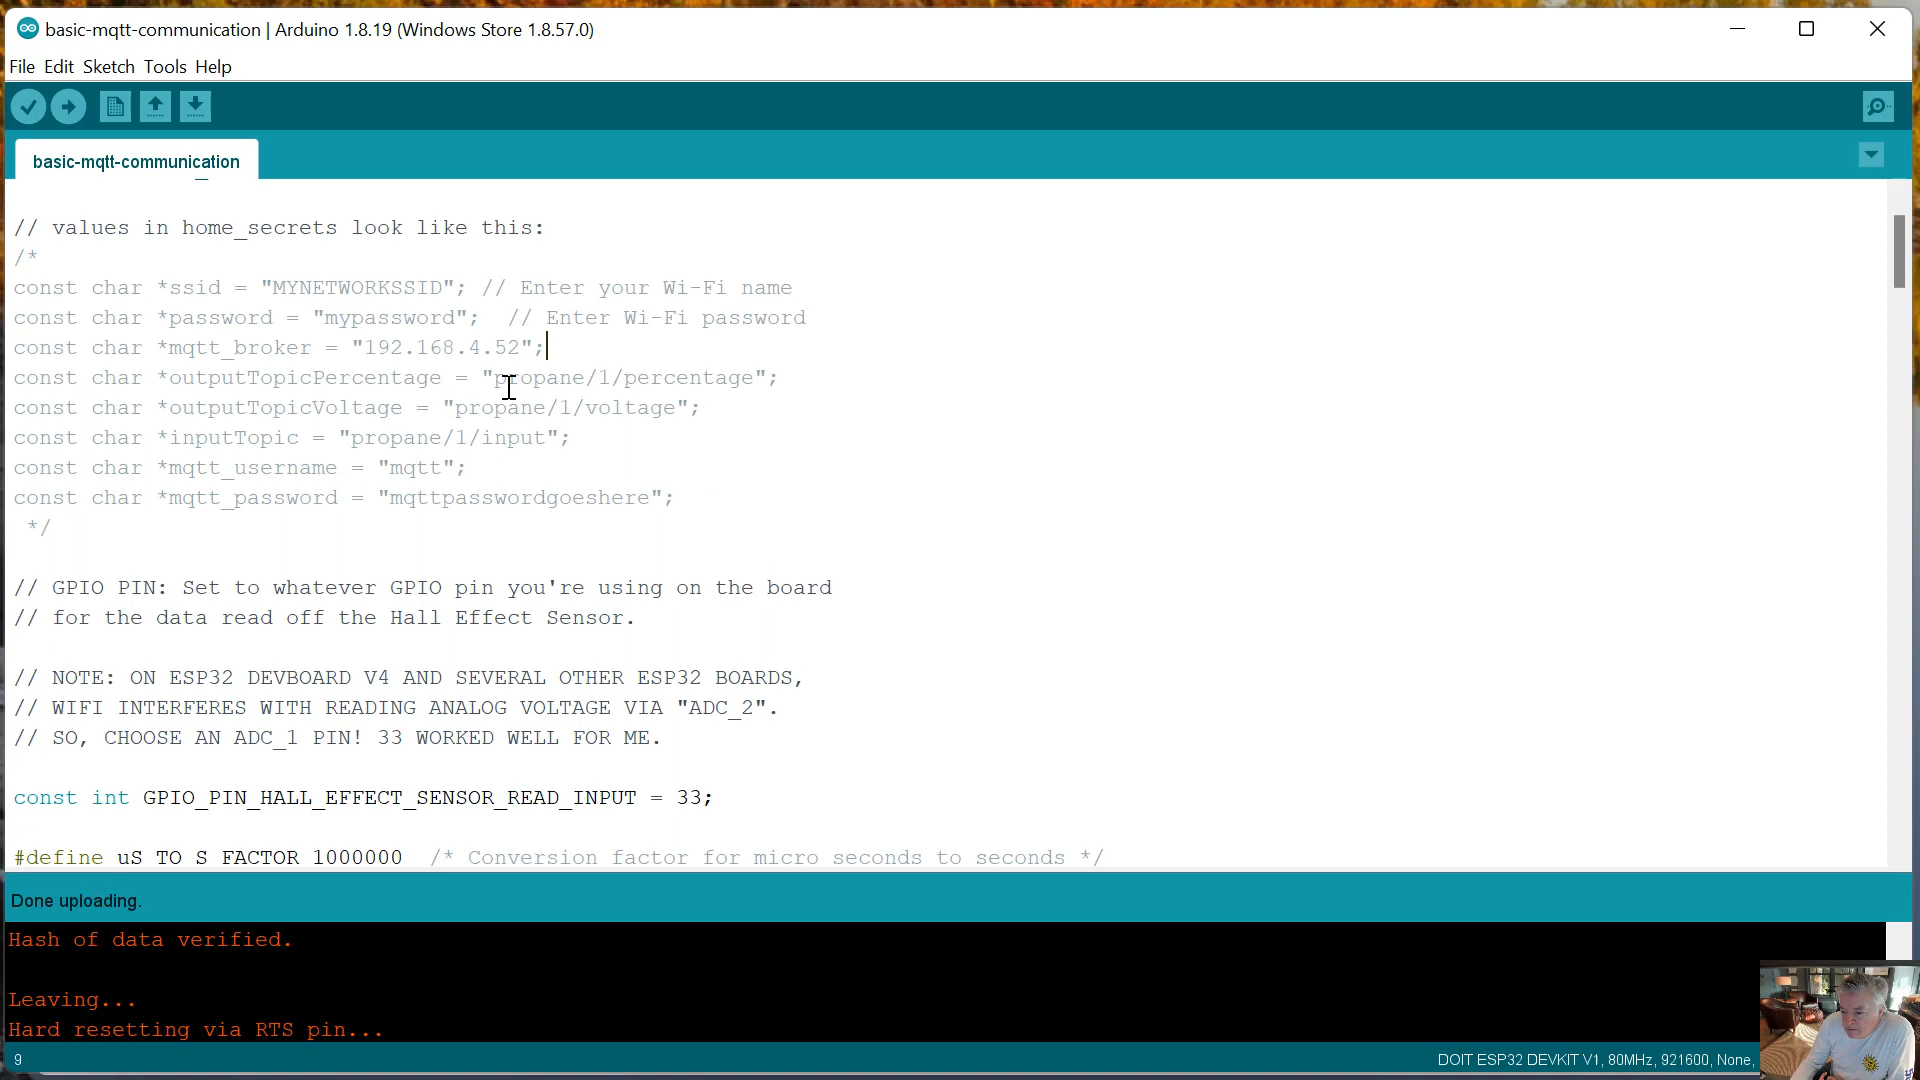 basic-mqtt-communication | Arduino 1.8.19 (Windows Store 1.8.57.0)
File Edit Sketch Tools Help
basic-mqtt-communication
// values in home_secrets look like this:
/*
const char *ssid = "MYNETWORKSSID"; // Enter your Wi-Fi name
const char *password = "mypassword";  // Enter Wi-Fi password
const char *mqtt_broker = "192.168.4.52";
const char *outputTopicPercentage = "propane/1/percentage";
const char *outputTopicVoltage = "propane/1/voltage";
const char *inputTopic = "propane/1/input";
const char *mqtt_username = "mqtt";
const char *mqtt_password = "mqttpasswordgoeshere";
*/
// GPIO PIN: Set to whatever GPIO pin you're using on the board
// for the data read off the Hall Effect Sensor.
// NOTE: ON ESP32 DEVBOARD V4 AND SEVERAL OTHER ESP32 BOARDS,
// WIFI INTERFERES WITH READING ANALOG VOLTAGE VIA "ADC_2".
// SO, CHOOSE AN ADC_1 PIN! 33 WORKED WELL FOR ME.
const int GPIO_PIN_HALL_EFFECT_SENSOR_READ_INPUT = 33;
#define uS_TO_S_FACTOR 1000000  /* Conversion factor for micro seconds to seconds */
Done uploading.
Hash of data verified.
Leaving...
Hard resetting via RTS pin...
9
DOIT ESP32 DEVKIT V1, 80MHz, 921600, None,